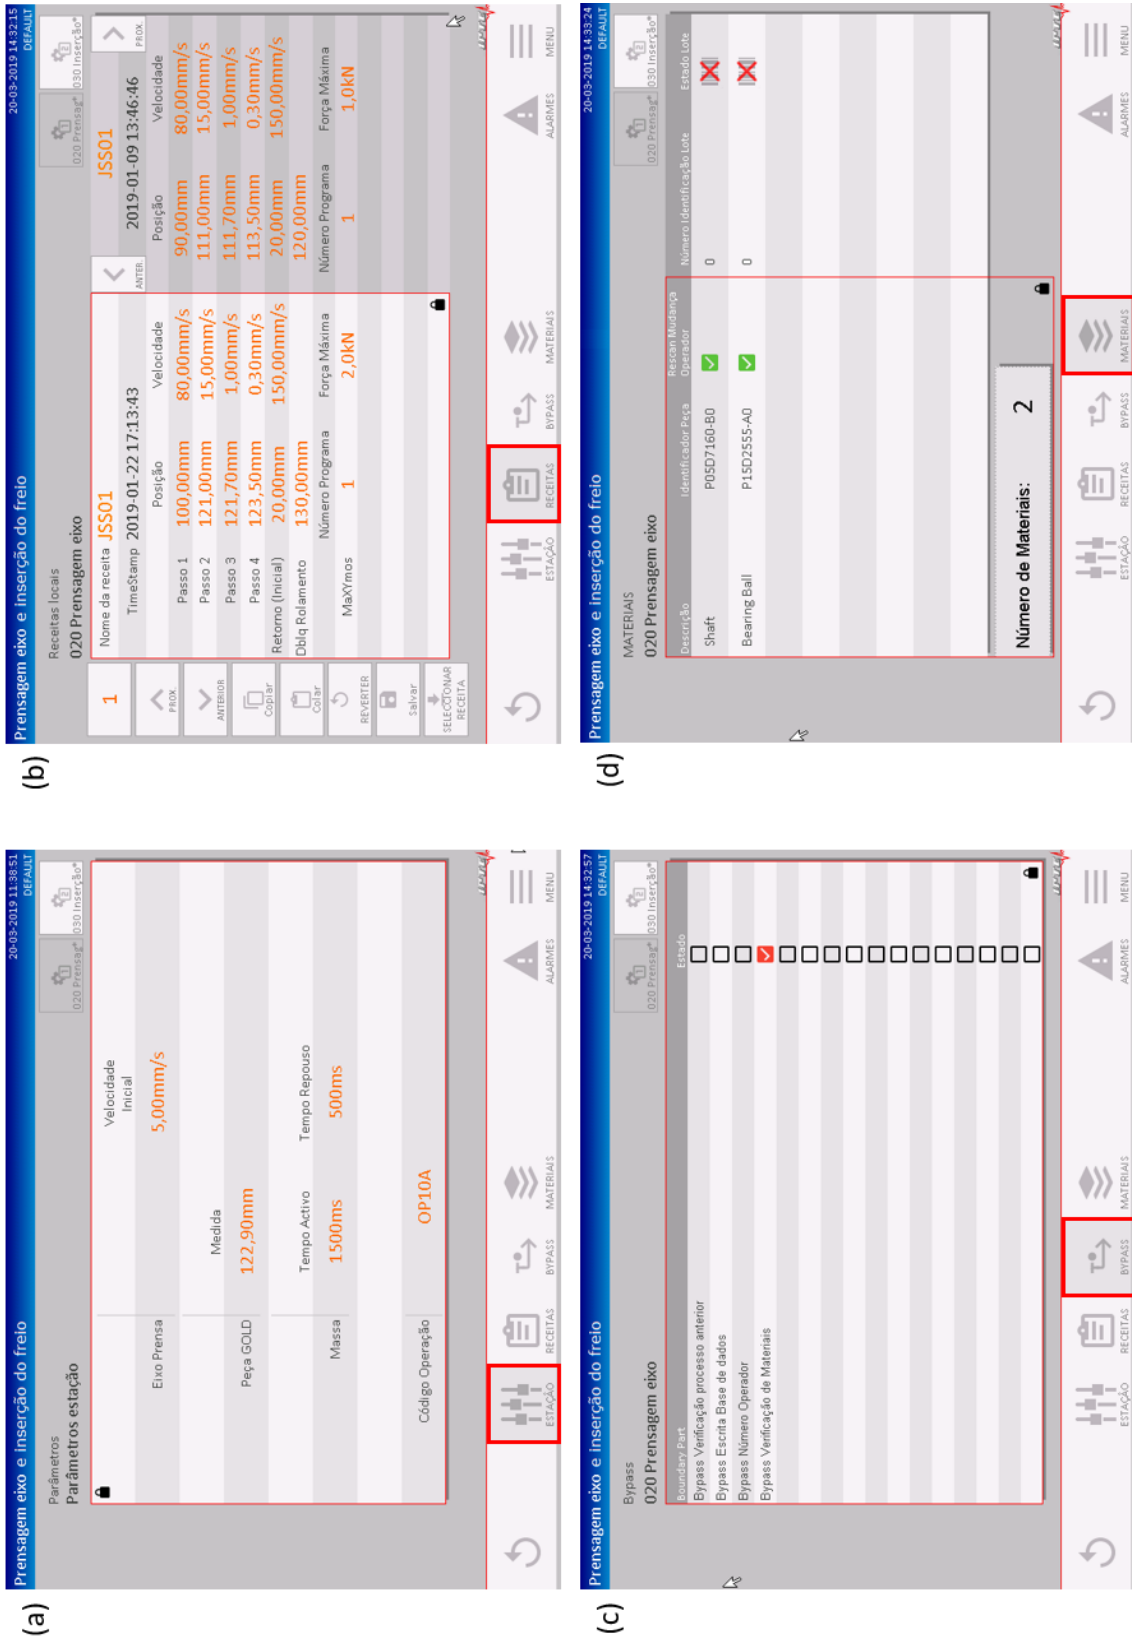 (a)
Prensagem eixo e inserção do freio
20-03-2019 11:38:51
DEFAULT
Parâmetros
Parâmetros estação
020 Prensag*
030 Inserção*
Velocidade
Inicial
Eixo Prensa 5,00mm/s
Medida
Peça GOLD 122,90mm
Tempo Activo Tempo Repouso
Massa 1500ms 500ms
Código Operação OP10A
ESTAÇÃO RECEITAS BYPASS MATERIAIS ALARMES MENU
(b)
Prensagem eixo e inserção do freio
20-03-2019 14:32:15
DEFAULT
Receitas locais
020 Prensagem eixo
020 Prensag*
030 Inserção*
1
PROX.
ANTERIOR
Copiar
Colar
REVERTER
Salvar
SELECCIONAR
RECEITA
Nome da receita JSS01
ANTER.
JSS01
PROX.
TimeStamp 2019-01-22 17:13:43 2019-01-09 13:46:46
Posição Velocidade Posição Velocidade
Passo 1 100,00mm 80,00mm/s 90,00mm 80,00mm/s
Passo 2 121,00mm 15,00mm/s 111,00mm 15,00mm/s
Passo 3 121,70mm 1,00mm/s 111,70mm 1,00mm/s
Passo 4 123,50mm 0,30mm/s 113,50mm 0,30mm/s
Retorno (Inicial) 20,00mm 150,00mm/s 20,00mm 150,00mm/s
Dblq Rolamento 130,00mm 120,00mm
Número Programa Força Máxima Número Programa Força Máxima
MaXYmos 1 2,0kN 1 1,0kN
ESTAÇÃO RECEITAS BYPASS MATERIAIS ALARMES MENU
(c)
Prensagem eixo e inserção do freio
20-03-2019 14:32:57
DEFAULT
Bypass
020 Prensagem eixo
020 Prensag*
030 Inserção*
Boundary Part Estado
Bypass Verificação processo anterior
Bypass Escrita Base de dados
Bypass Número Operador
Bypass Verificação de Materiais
ESTAÇÃO RECEITAS BYPASS MATERIAIS ALARMES MENU
(d)
Prensagem eixo e inserção do freio
20-03-2019 14:33:24
DEFAULT
MATERIAIS
020 Prensagem eixo
020 Prensag*
030 Inserção*
Descrição Identificador Peça Rescan Mudança Operador Número Identificação Lote Estado Lote
Shaft P05D7160-B0 0
Bearing Ball P15D2555-A0 0
Número de Materiais: 2
ESTAÇÃO RECEITAS BYPASS MATERIAIS ALARMES MENU